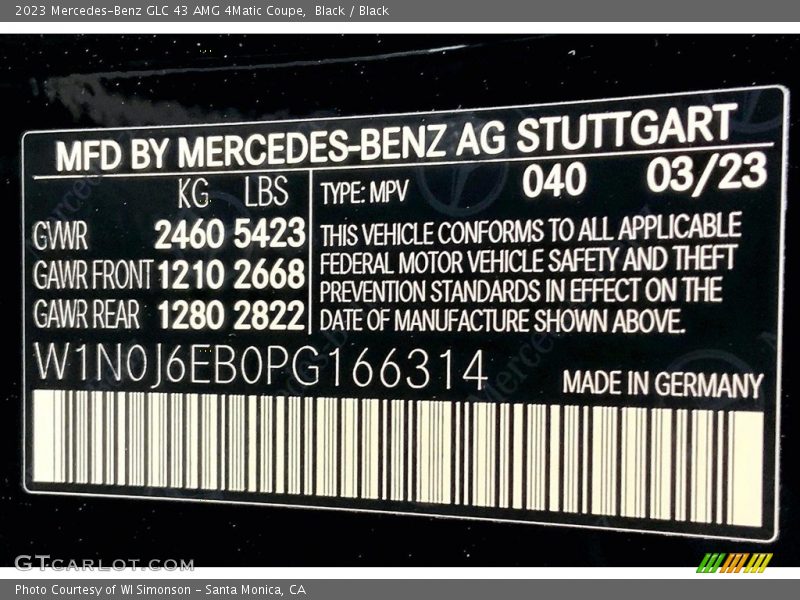 2023 Mercedes-Benz GLC 43 AMG 4Matic Coupe, Black / Black
MFD BY MERCEDES-BENZ AG STUTTGART
KG LBS
GVWR 2460 5423
GAWR FRONT 1210 2668
GAWR REAR 1280 2822
TYPE: MPV 040 03/23
THIS VEHICLE CONFORMS TO ALL APPLICABLE
FEDERAL MOTOR VEHICLE SAFETY AND THEFT
PREVENTION STANDARDS IN EFFECT ON THE
DATE OF MANUFACTURE SHOWN ABOVE.
W1N0J6EB0PG166314
MADE IN GERMANY
GTCARLOT.COM
Photo Courtesy of WI Simonson - Santa Monica, CA